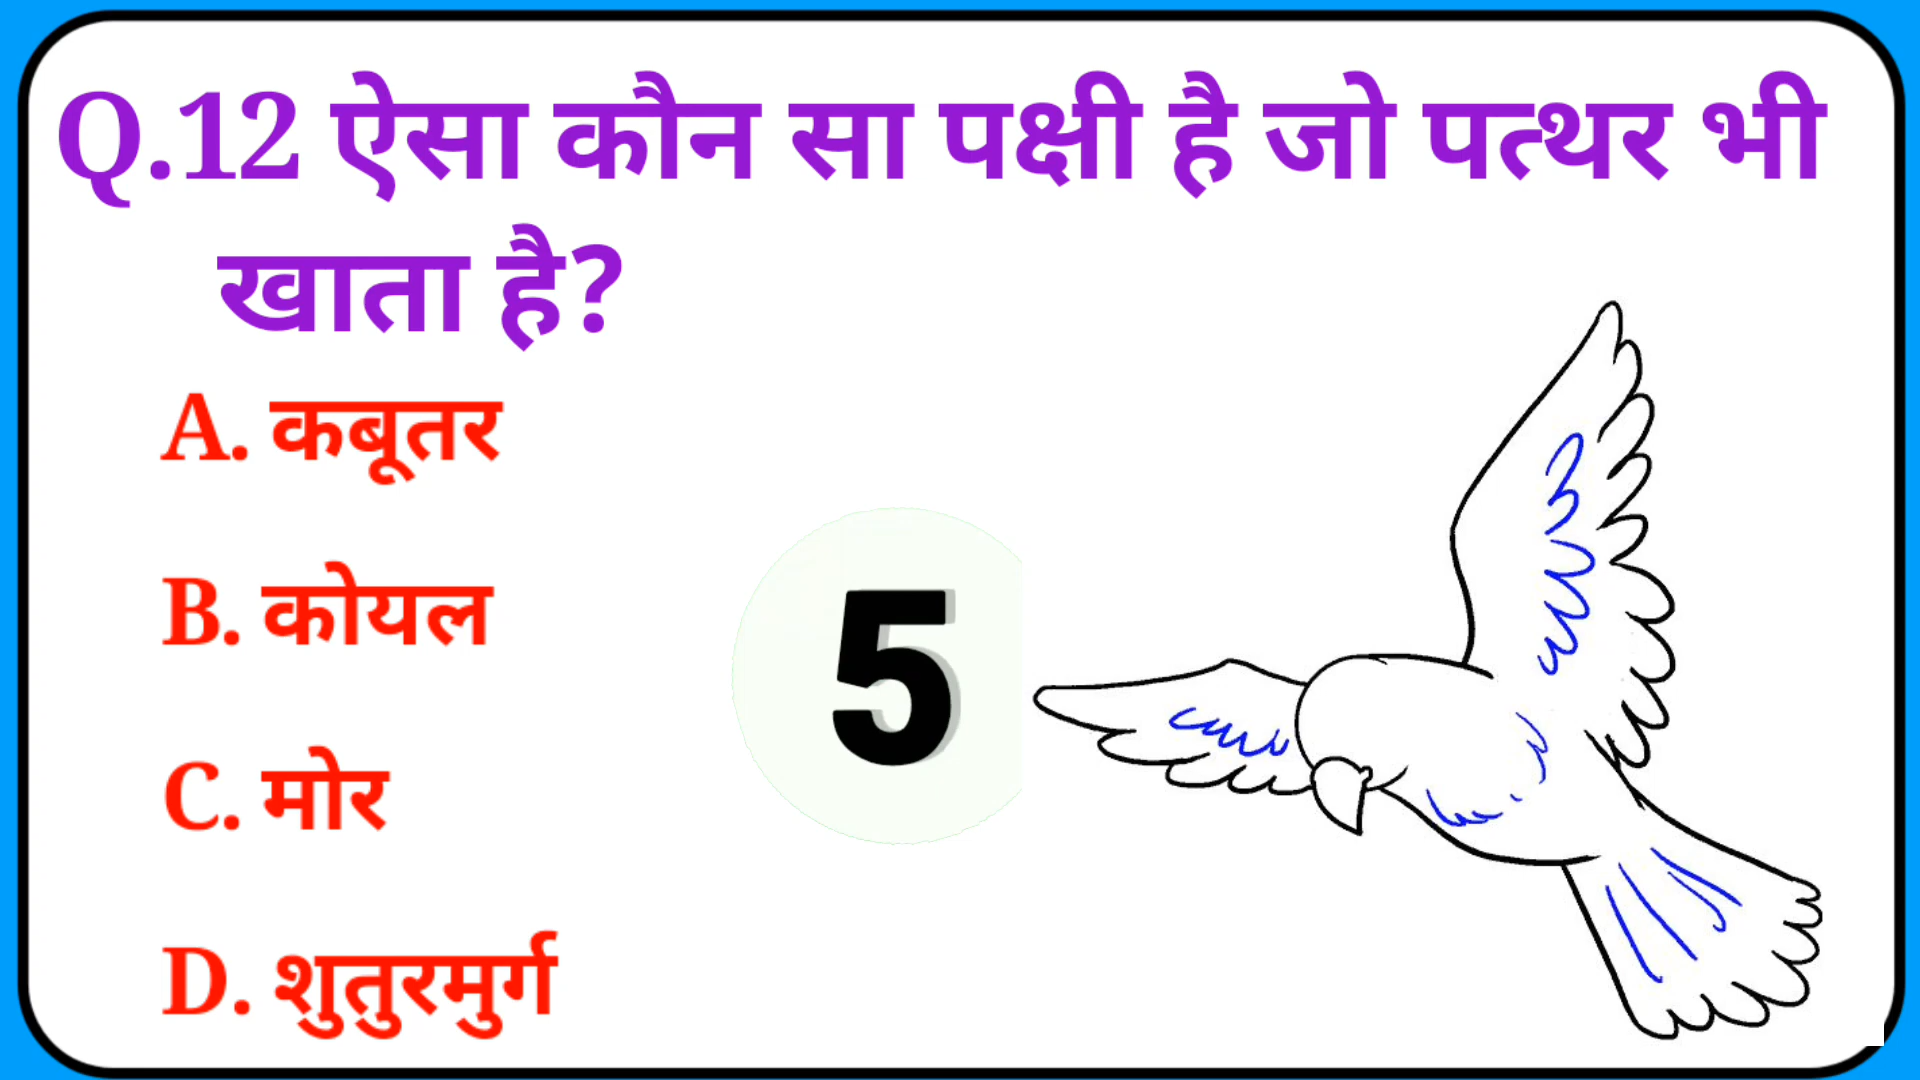 Q.12 ऐसा कौन सा पक्षी है जो पत्थर भी
खाता है?
A. कबूतर
B. कोयल
5
C. मोर
D. शुतुरमुर्ग